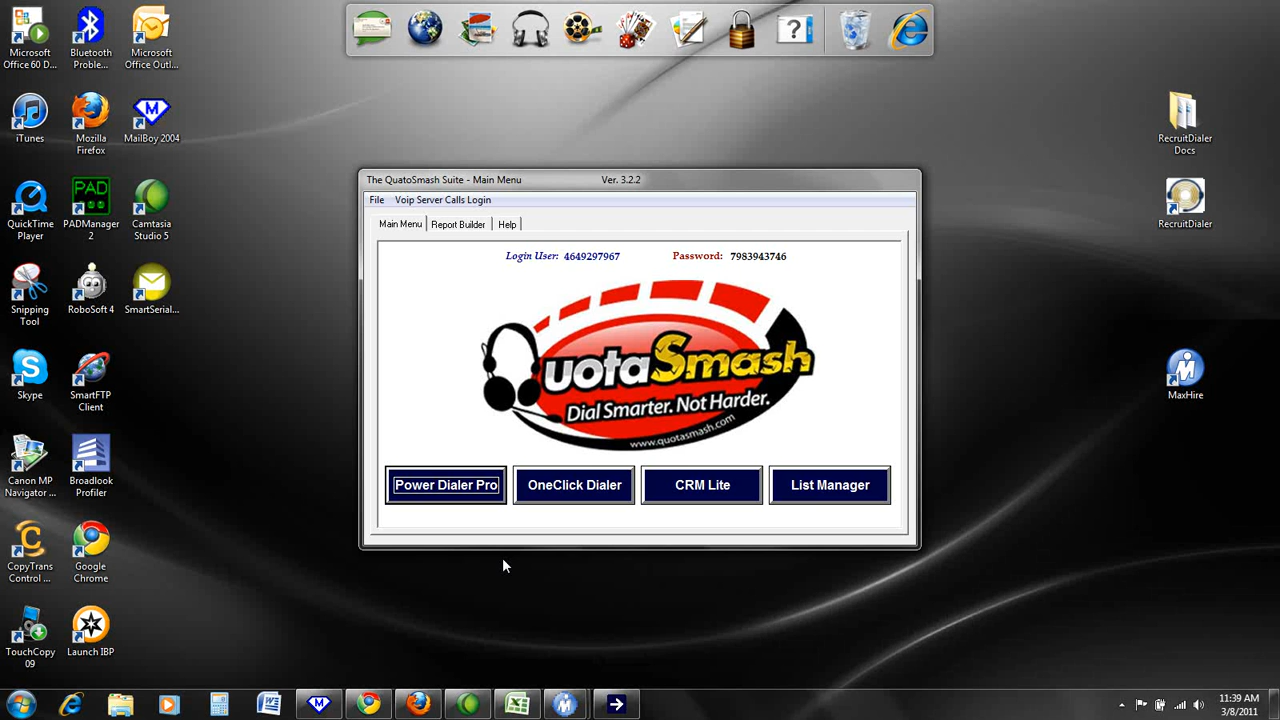 Microsoft
Office 60 D...
Bluetooth
Proble...
Microsoft
Office Outl...
iTunes
Mozilla
Firefox
M
MailBoy 2004
QuickTime
Player
PAD
PADManager
2
Camtasia
Studio 5
Snipping
Tool
RoboSoft 4
SmartSerial...
Skype
SmartFTP
Client
Canon MP
Navigator ...
Broadlook
Profiler
CopyTrans
Control ...
Google
Chrome
TouchCopy
09
Launch IBP
RecruitDialer
Docs
RecruitDialer
MaxHire
The QuatoSmash Suite - Main Menu Ver. 3.2.2
File Voip Server Calls Login
Main Menu Report Builder Help
Login User: 4649297967 Password: 7983943746
QuotaSmash
Dial Smarter. Not Harder.
www.quotasmash.com
Power Dialer Pro OneClick Dialer CRM Lite List Manager
11:39 AM
3/8/2011